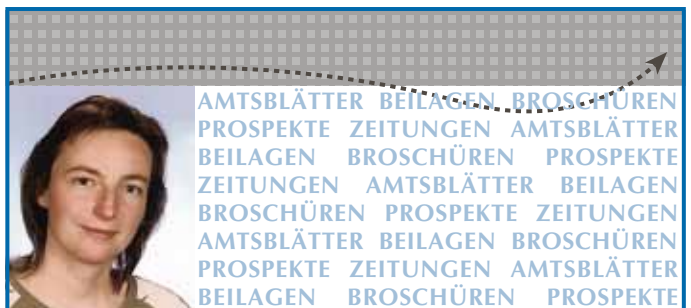 AMTSBLÄTTER BEILAGEN BROSCHÜREN
PROSPEKTE ZEITUNGEN AMTSBLÄTTER
BEILAGEN BROSCHÜREN PROSPEKTE
ZEITUNGEN AMTSBLÄTTER BEILAGEN
BROSCHÜREN PROSPEKTE ZEITUNGEN
AMTSBLÄTTER BEILAGEN BROSCHÜREN
PROSPEKTE ZEITUNGEN AMTSBLÄTTER
BEILAGEN BROSCHÜREN PROSPEKTE